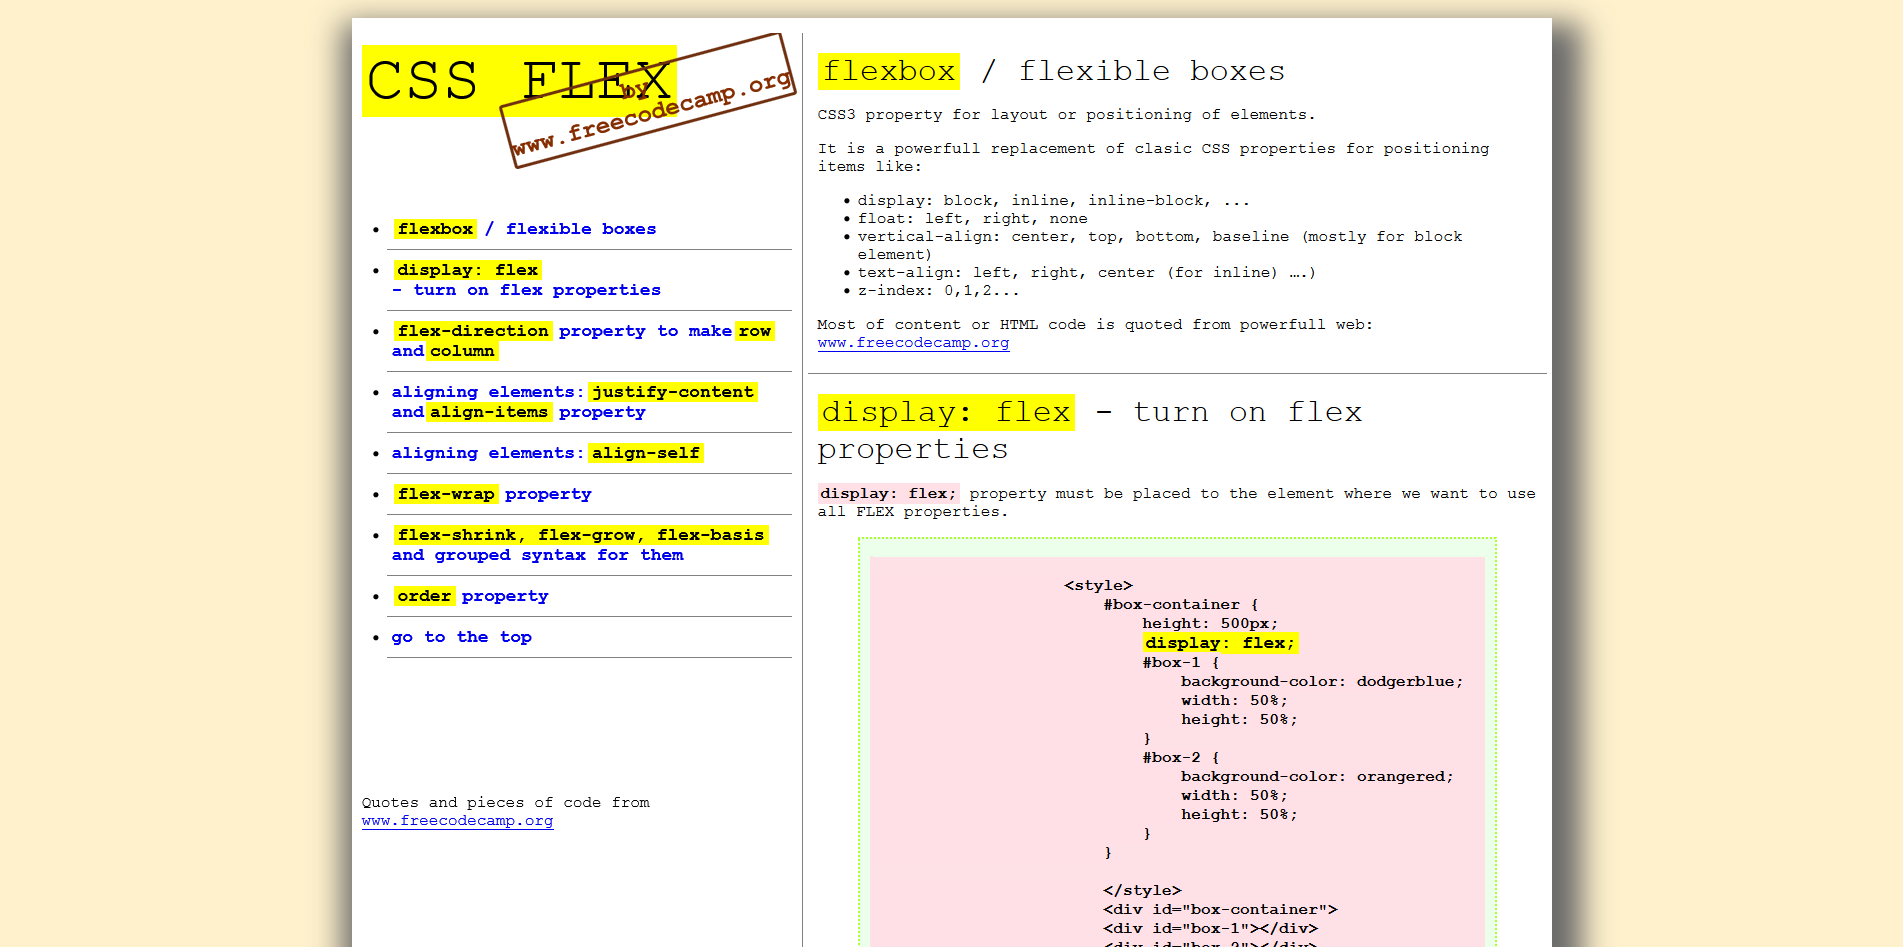 CSS FLEX
by
www.freecodecamp.org
flexbox / flexible boxes
display: flex
- turn on flex properties
flex-direction property to make row
and column
aligning elements: justify-content
and align-items property
aligning elements: align-self
flex-wrap property
flex-shrink, flex-grow, flex-basis
and grouped syntax for them
order property
go to the top
Quotes and pieces of code from
www.freecodecamp.org
flexbox / flexible boxes
CSS3 property for layout or positioning of elements.
It is a powerfull replacement of clasic CSS properties for positioning
items like:
display: block, inline, inline-block, ...
float: left, right, none
vertical-align: center, top, bottom, baseline (mostly for block
element)
text-align: left, right, center (for inline) ….)
z-index: 0,1,2...
Most of content or HTML code is quoted from powerfull web:
www.freecodecamp.org
display: flex - turn on flex
properties
display: flex; property must be placed to the element where we want to use
all FLEX properties.
<style>
#box-container {
height: 500px;
display: flex;
#box-1 {
background-color: dodgerblue;
width: 50%;
height: 50%;
}
#box-2 {
background-color: orangered;
width: 50%;
height: 50%;
}
}
</style>
<div id="box-container">
<div id="box-1"></div>
<div id="box-2"></div>